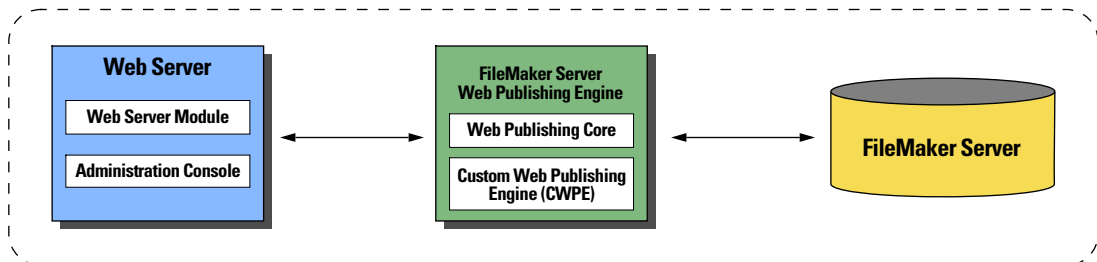 Web Server
Web Server Module
Administration Console
FileMaker Server
Web Publishing Engine
Web Publishing Core
Custom Web Publishing
Engine (CWPE)
FileMaker Server